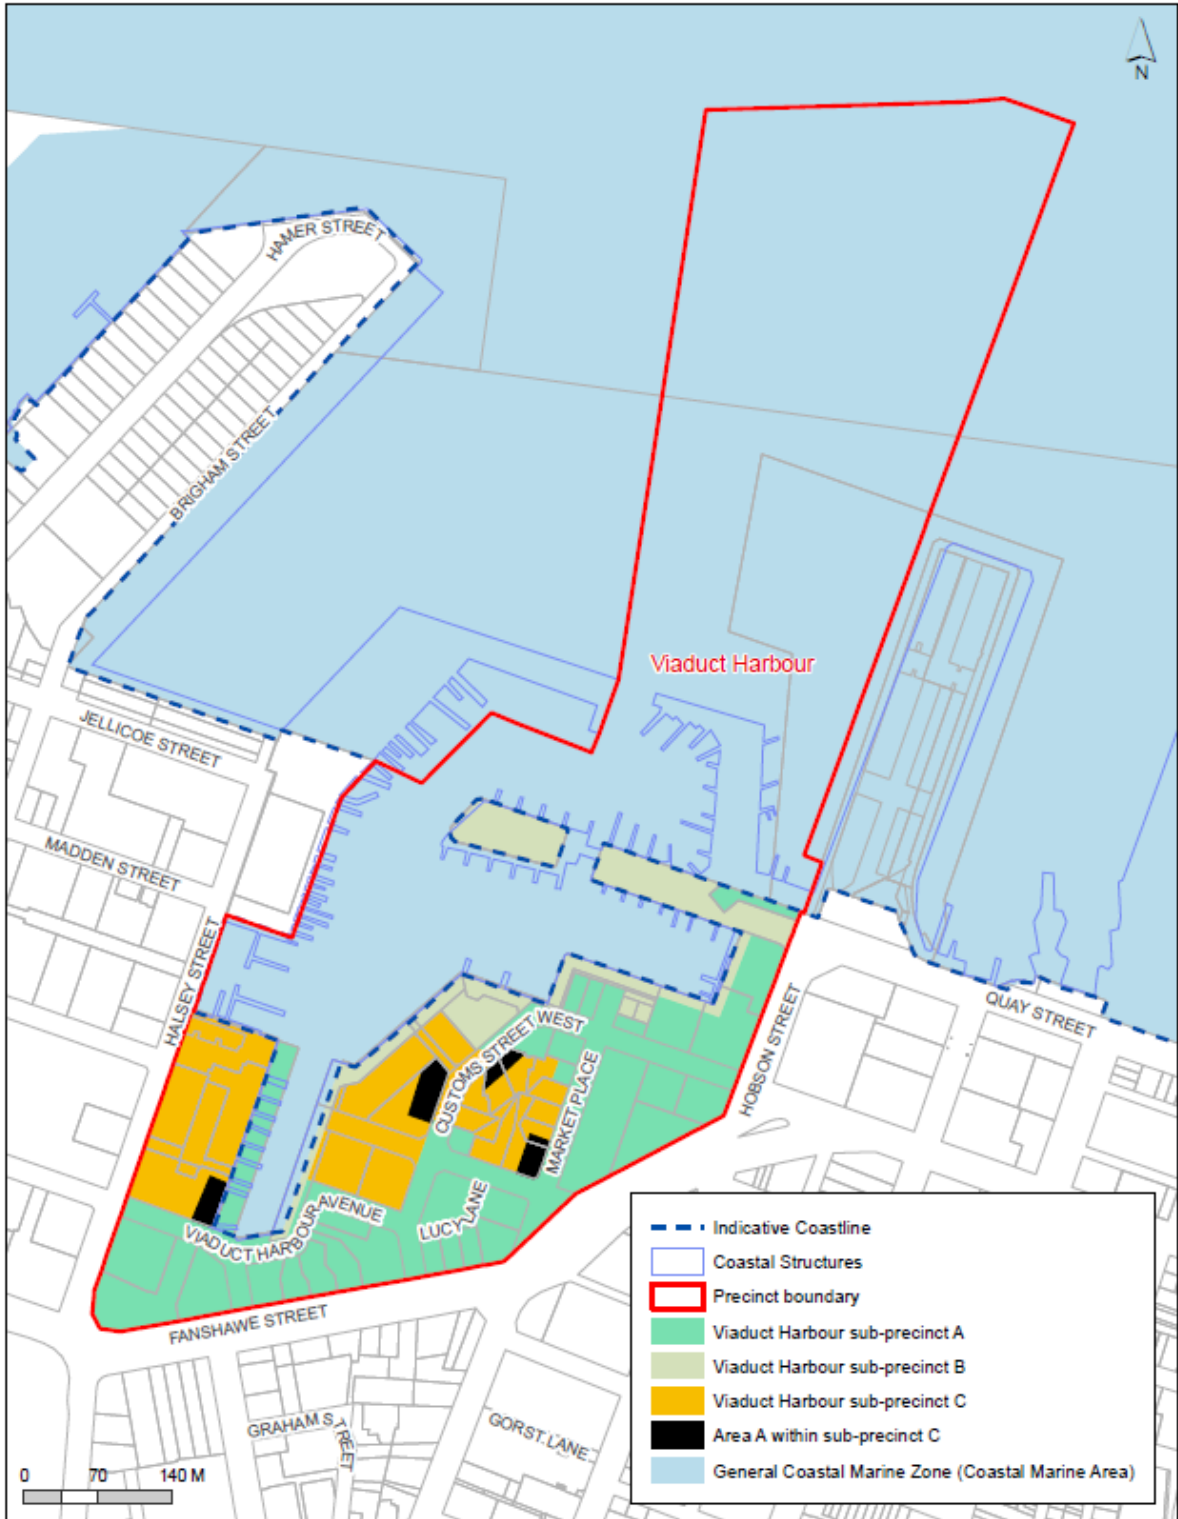 N
HAMER STREET
BRIGHAM STREET
Viaduct Harbour
JELLICOE STREET
MADDEN STREET
HALSEY STREET
QUAY STREET
CUSTOMS STREET WEST
HOBSON STREET
MARKET PLACE
VIADUCT HARBOUR AVENUE
LUCY LANE
FANSHAWE STREET
GRAHAM STREET
GORST LANE
Indicative Coastline
Coastal Structures
Precinct boundary
Viaduct Harbour sub-precinct A
Viaduct Harbour sub-precinct B
Viaduct Harbour sub-precinct C
Area A within sub-precinct C
General Coastal Marine Zone (Coastal Marine Area)
0 70 140 M